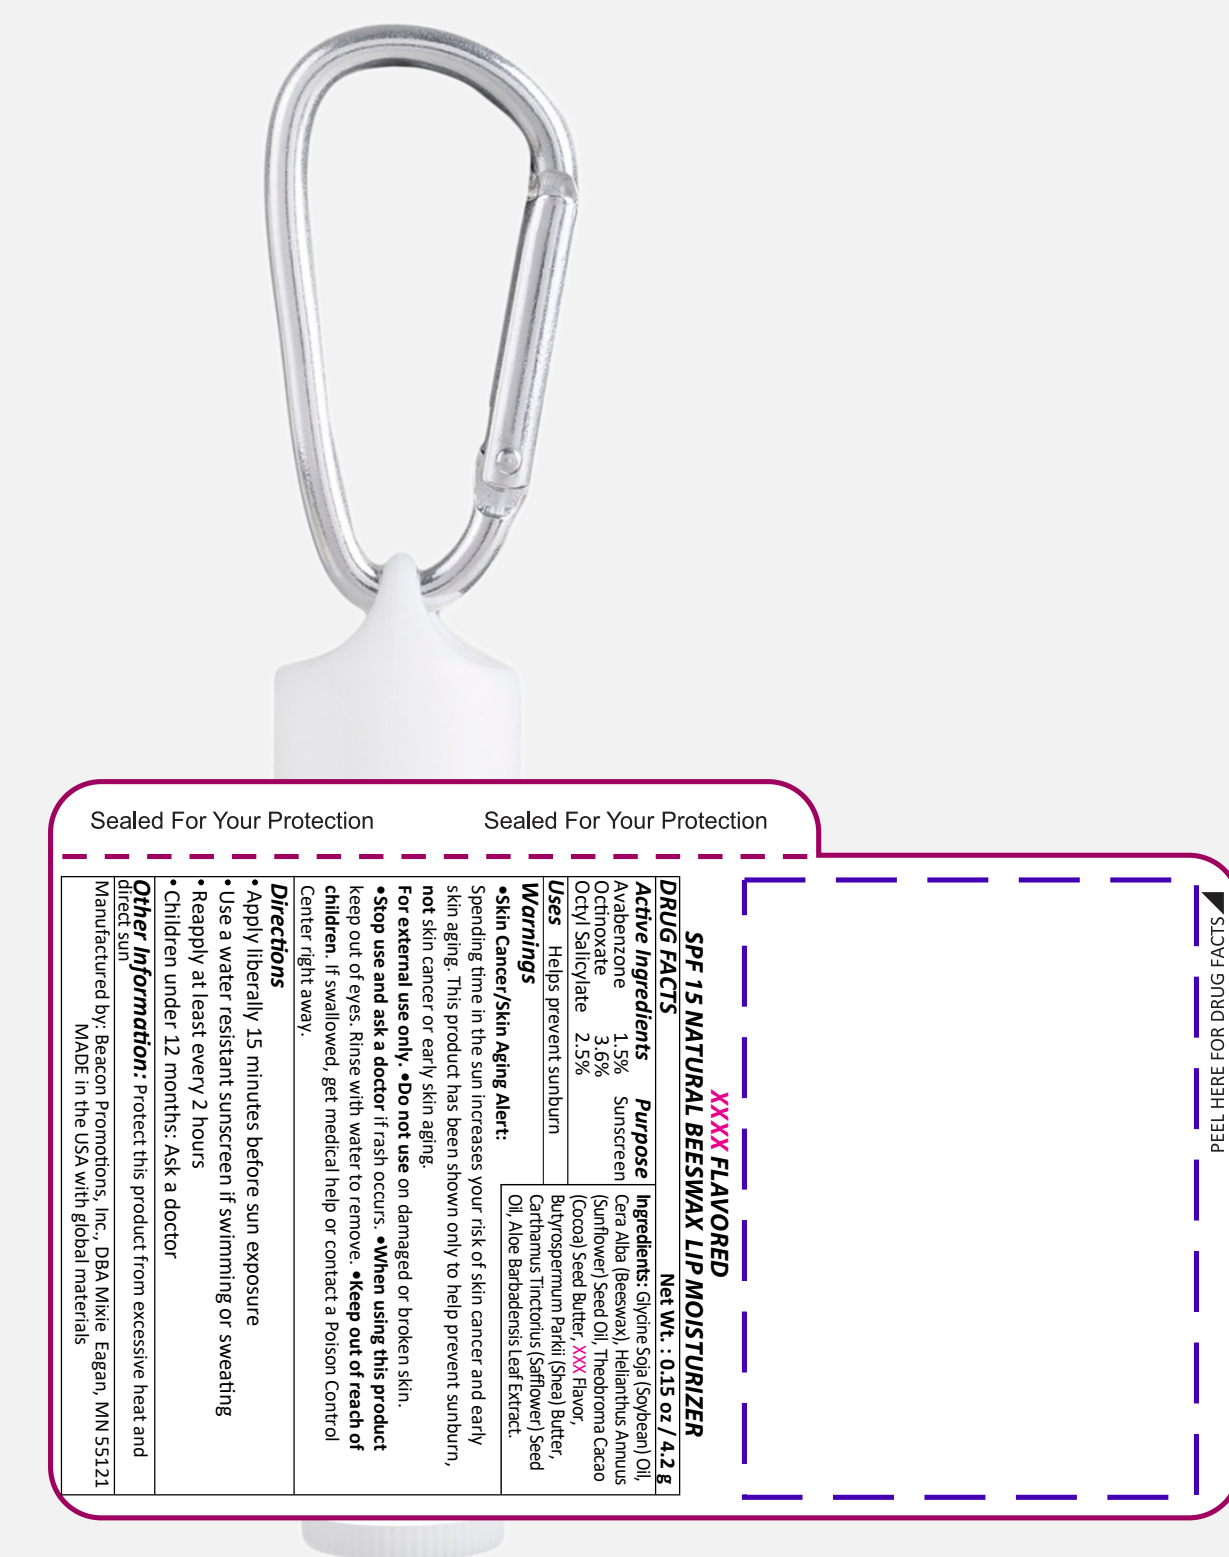 Sealed For Your Protection Sealed For Your Protection
PEEL HERE FOR DRUG FACTS
XXXX FLAVORED
SPF 15 NATURAL BEESWAX LIP MOISTURIZER
DRUG FACTS Net Wt. : 0.15 oz / 4.2 g
Active Ingredients Purpose
Avabenzone 1.5% Sunscreen
Octinoxate 3.6%
Octyl Salicylate 2.5%
Uses Helps prevent sunburn
Ingredients: Glycine Soja (Soybean) Oil,
Cera Alba (Beeswax), Helianthus Annuus
(Sunflower) Seed Oil, Theobroma Cacao
(Cocoa) Seed Butter, XXX Flavor,
Butyrospermum Parkii (Shea) Butter,
Carthamus Tinctorius (Safflower) Seed
Oil, Aloe Barbadensis Leaf Extract.
Warnings
•Skin Cancer/Skin Aging Alert:
Spending time in the sun increases your risk of skin cancer and early
skin aging. This product has been shown only to help prevent sunburn,
not skin cancer or early skin aging.
For external use only. •Do not use on damaged or broken skin.
•Stop use and ask a doctor if rash occurs. •When using this product
keep out of eyes. Rinse with water to remove. •Keep out of reach of
children. If swallowed, get medical help or contact a Poison Control
Center right away.
Directions
• Apply liberally 15 minutes before sun exposure
• Use a water resistant sunscreen if swimming or sweating
• Reapply at least every 2 hours
• Children under 12 months: Ask a doctor
Other Information: Protect this product from excessive heat and
direct sun
Manufactured by: Beacon Promotions, Inc., DBA Mixie Eagan, MN 55121
MADE in the USA with global materials